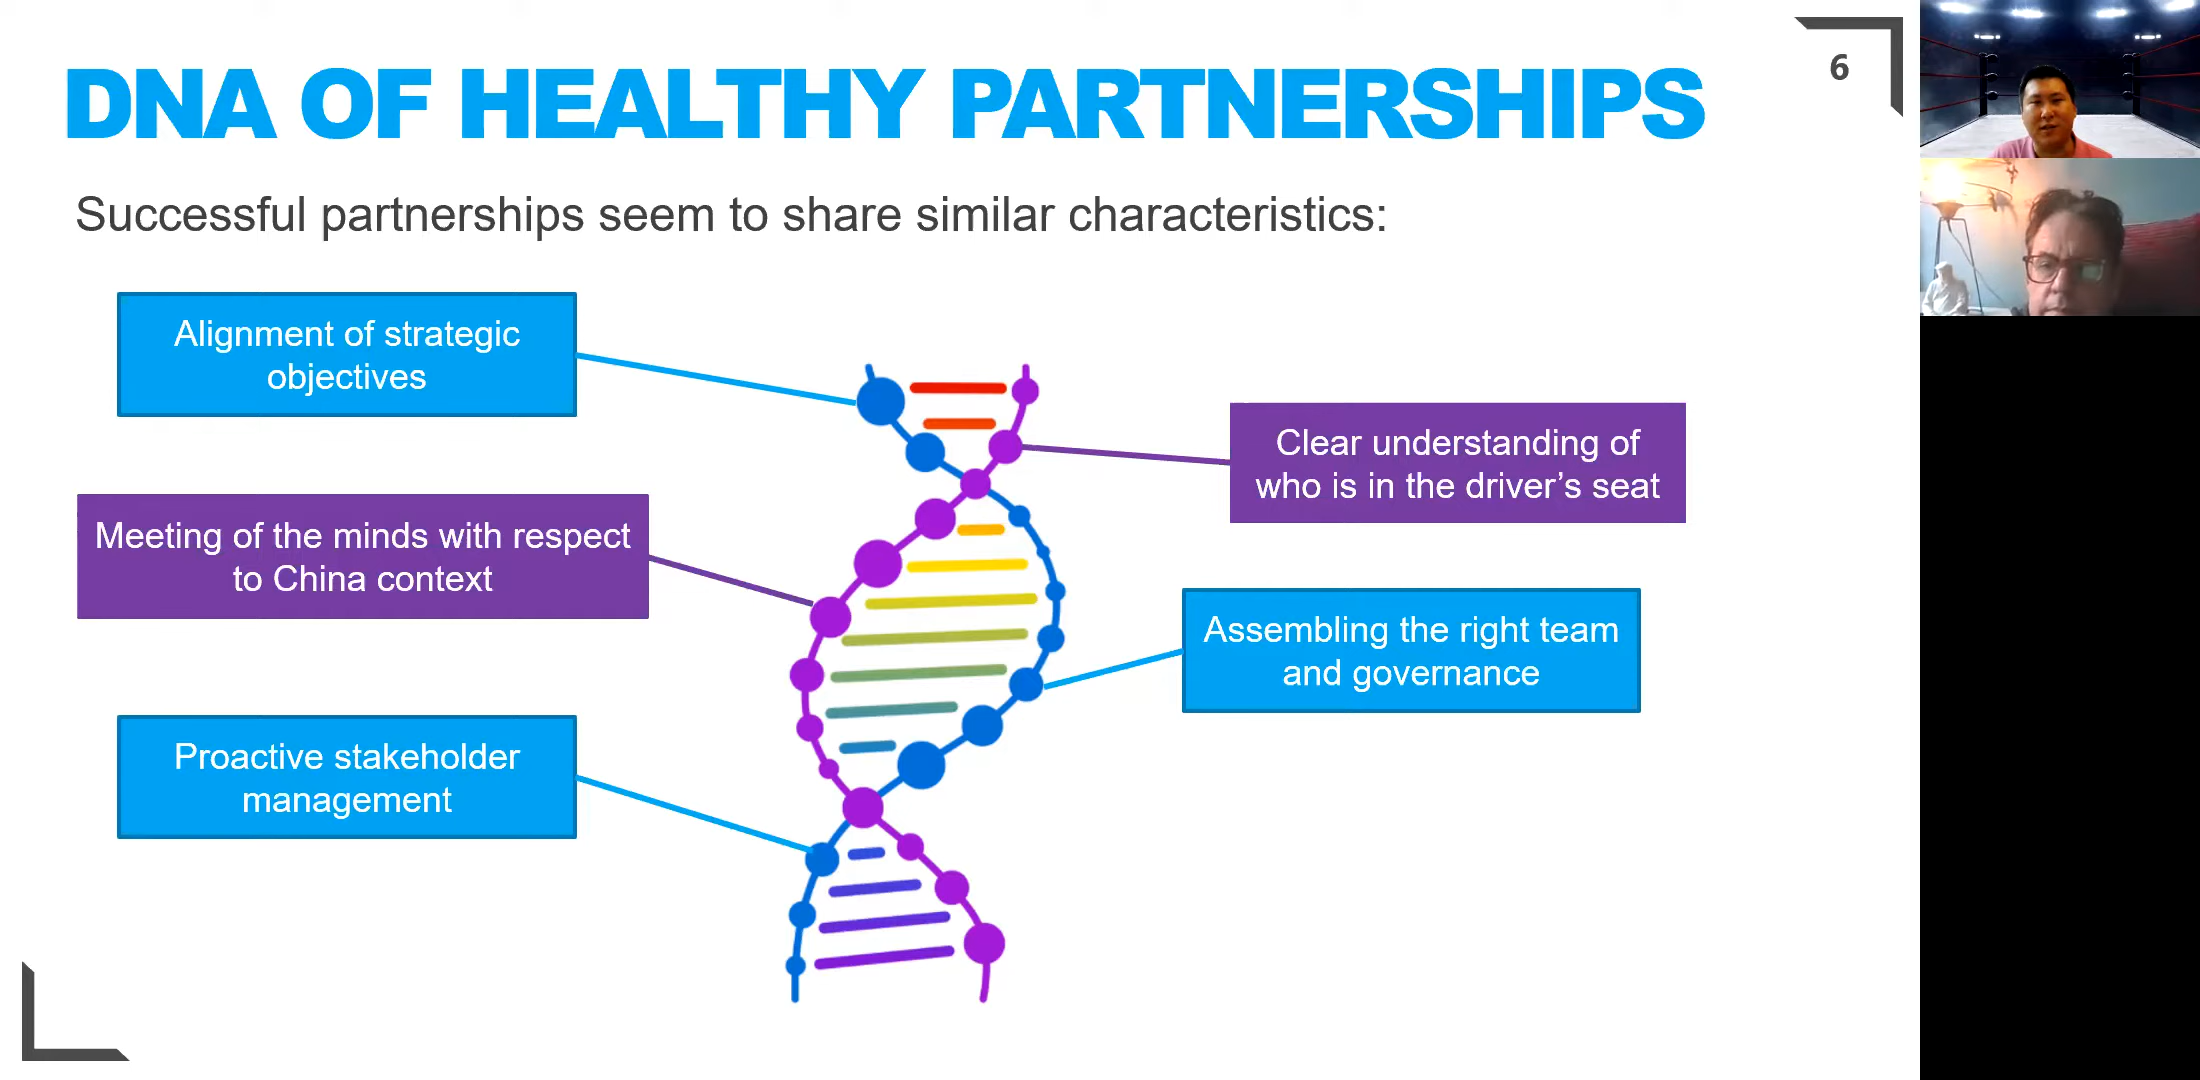 DNA OF HEALTHY PARTNERSHIPS
6
Successful partnerships seem to share similar characteristics:
Alignment of strategic
objectives
Clear understanding of
who is in the driver’s seat
Meeting of the minds with respect
to China context
Assembling the right team
and governance
Proactive stakeholder
management